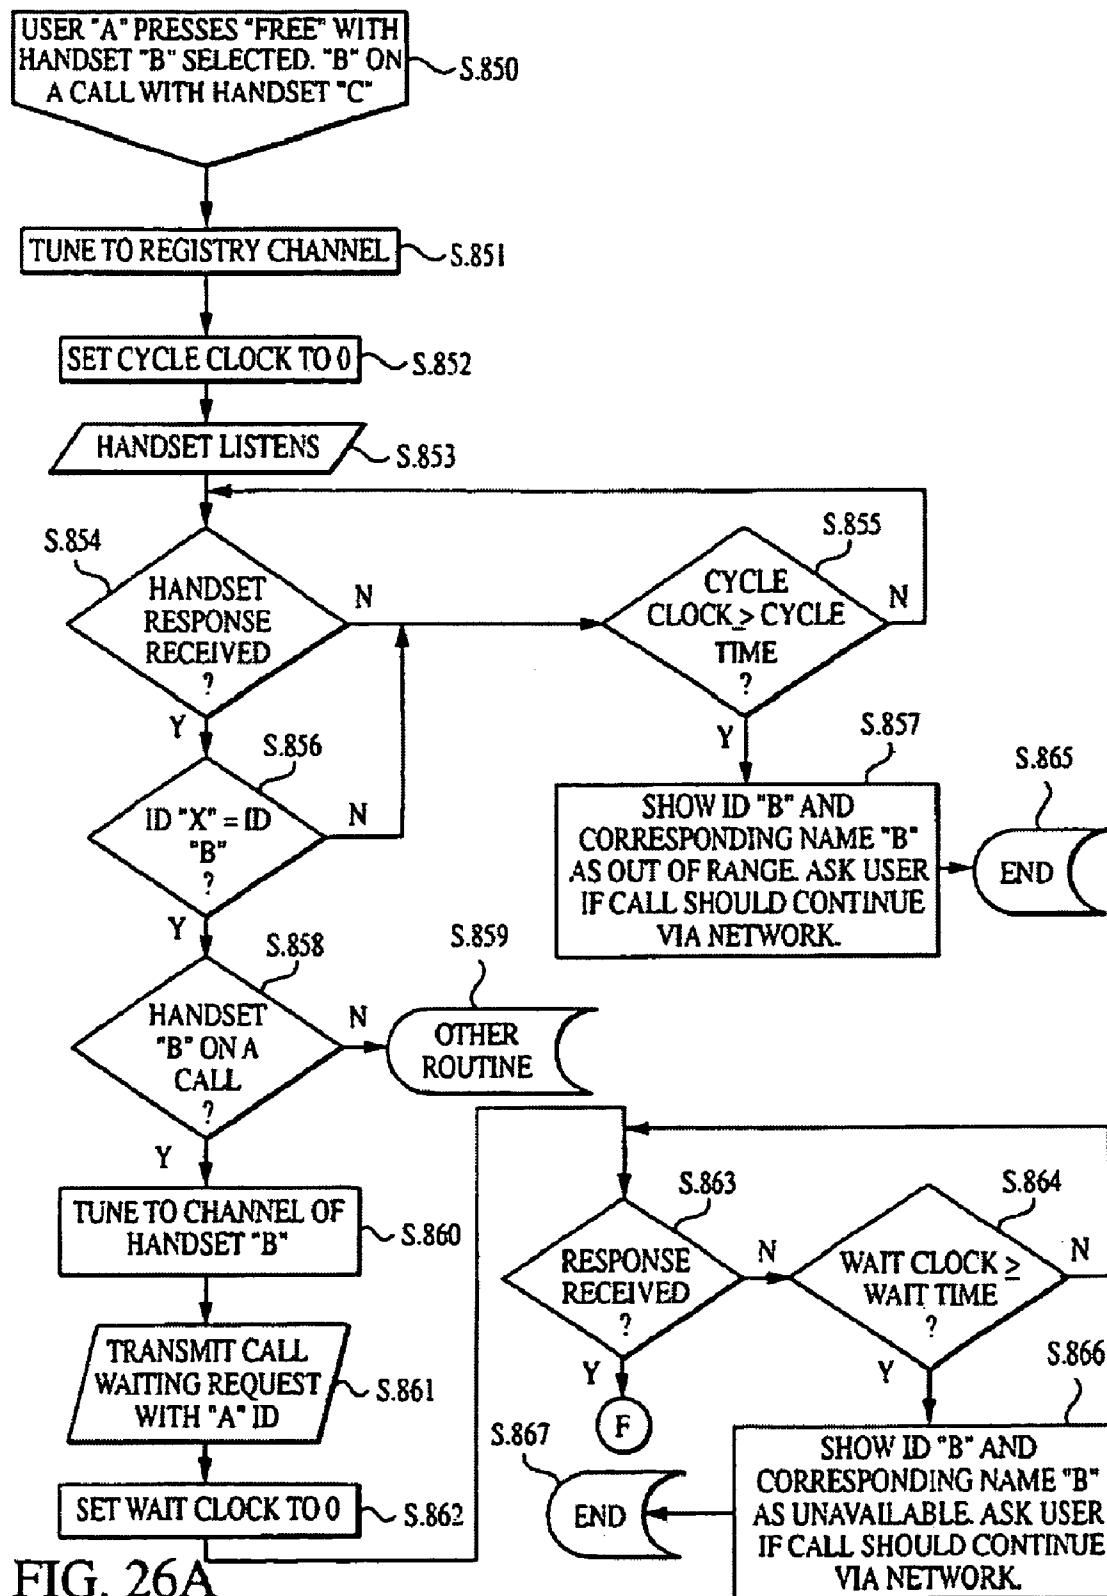 USER "A" PRESSES "FREE" WITH
HANDSET "B" SELECTED. "B" ON
A CALL WITH HANDSET "C"
S.850
TUNE TO REGISTRY CHANNEL
S.851
SET CYCLE CLOCK TO 0
S.852
HANDSET LISTENS
S.853
S.854
HANDSET
RESPONSE
RECEIVED
?
N
Y
S.855
CYCLE
CLOCK ≥ CYCLE
TIME
?
N
Y
S.856
ID "X" = ID
"B"
?
N
Y
S.857
SHOW ID "B" AND
CORRESPONDING NAME "B"
AS OUT OF RANGE. ASK USER
IF CALL SHOULD CONTINUE
VIA NETWORK.
S.865
END
S.858
HANDSET
"B" ON A
CALL
?
N
Y
S.859
OTHER
ROUTINE
TUNE TO CHANNEL OF
HANDSET "B"
S.860
TRANSMIT CALL
WAITING REQUEST
WITH "A" ID
S.861
SET WAIT CLOCK TO 0
S.862
S.863
RESPONSE
RECEIVED
?
N
Y
F
S.864
WAIT CLOCK ≥
WAIT TIME
?
N
Y
S.866
SHOW ID "B" AND
CORRESPONDING NAME "B"
AS UNAVAILABLE. ASK USER
IF CALL SHOULD CONTINUE
VIA NETWORK.
S.867
END
FIG. 26A